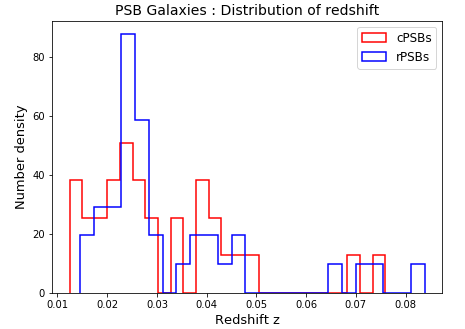 PSB Galaxies : Distribution of redshift
cPSBs
rPSBs
Number density
80
60
40
20
0
0.01 0.02 0.03 0.04 0.05 0.06 0.07 0.08
Redshift z